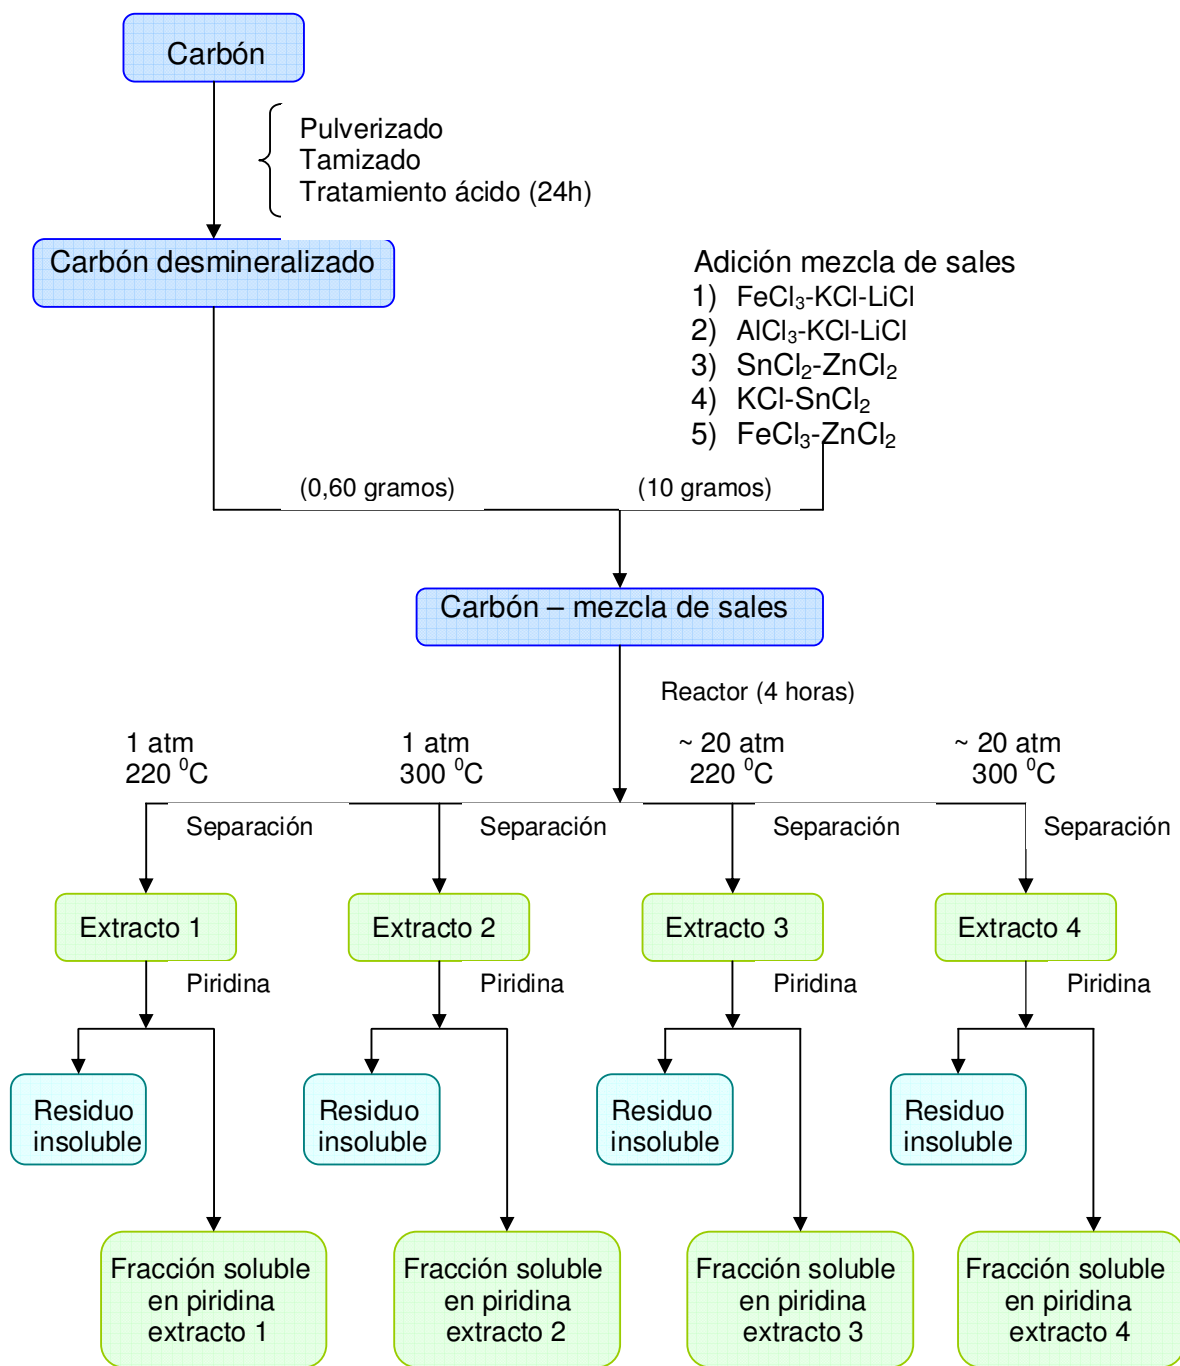 Carbón
Pulverizado
Tamizado
Tratamiento ácido (24h)
Carbón desmineralizado
Adición mezcla de sales
1) FeCl₃-KCl-LiCl
2) AlCl₃-KCl-LiCl
3) SnCl₂-ZnCl₂
4) KCl-SnCl₂
5) FeCl₃-ZnCl₂
(0,60 gramos)
(10 gramos)
Carbón – mezcla de sales
Reactor (4 horas)
1 atm
220 ⁰C
1 atm
300 ⁰C
~ 20 atm
220 ⁰C
~ 20 atm
300 ⁰C
Separación
Separación
Separación
Separación
Extracto 1
Extracto 2
Extracto 3
Extracto 4
Piridina
Piridina
Piridina
Piridina
Residuo
insoluble
Residuo
insoluble
Residuo
insoluble
Residuo
insoluble
Fracción soluble
en piridina
extracto 1
Fracción soluble
en piridina
extracto 2
Fracción soluble
en piridina
extracto 3
Fracción soluble
en piridina
extracto 4